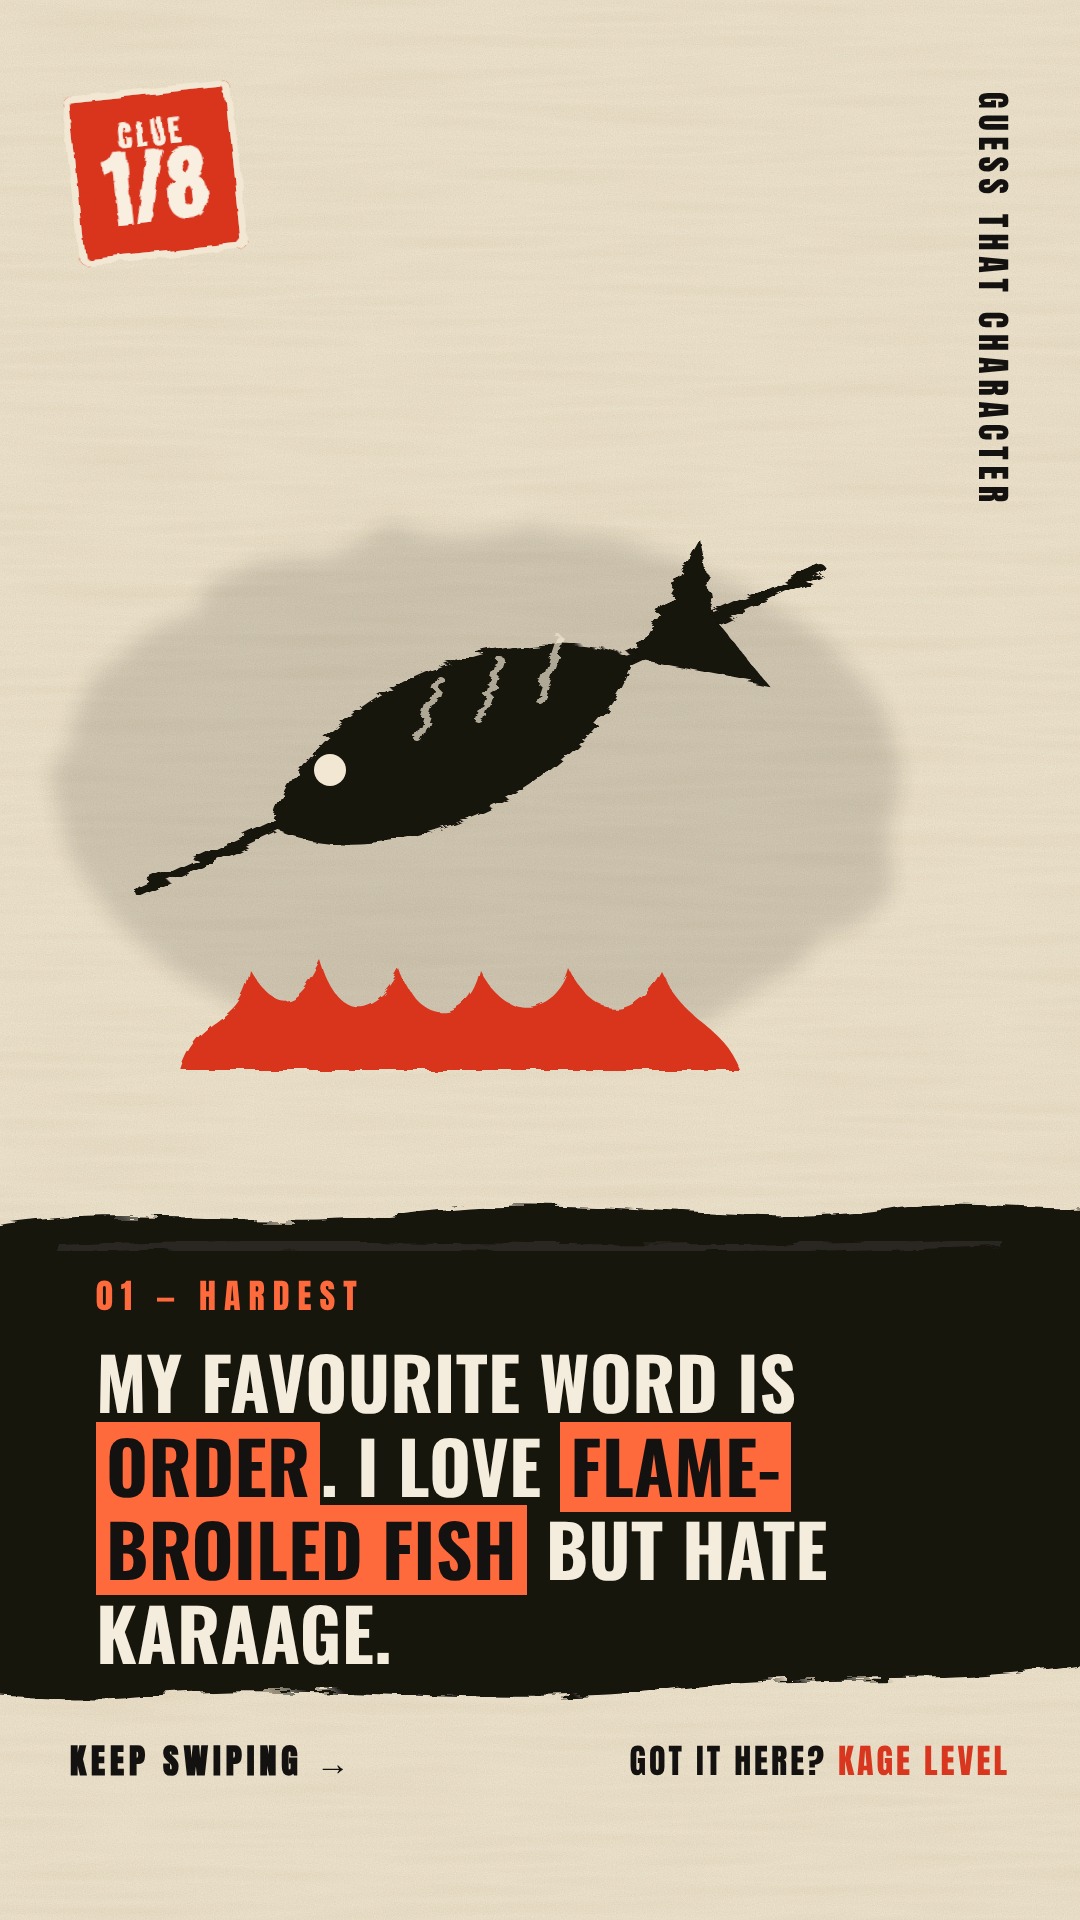 CLUE
1/8
GUESS THAT CHARACTER
01 – HARDEST
MY FAVOURITE WORD IS
ORDER. I LOVE FLAME-
BROILED FISH BUT HATE
KARAAGE.
KEEP SWIPING →
GOT IT HERE? KAGE LEVEL